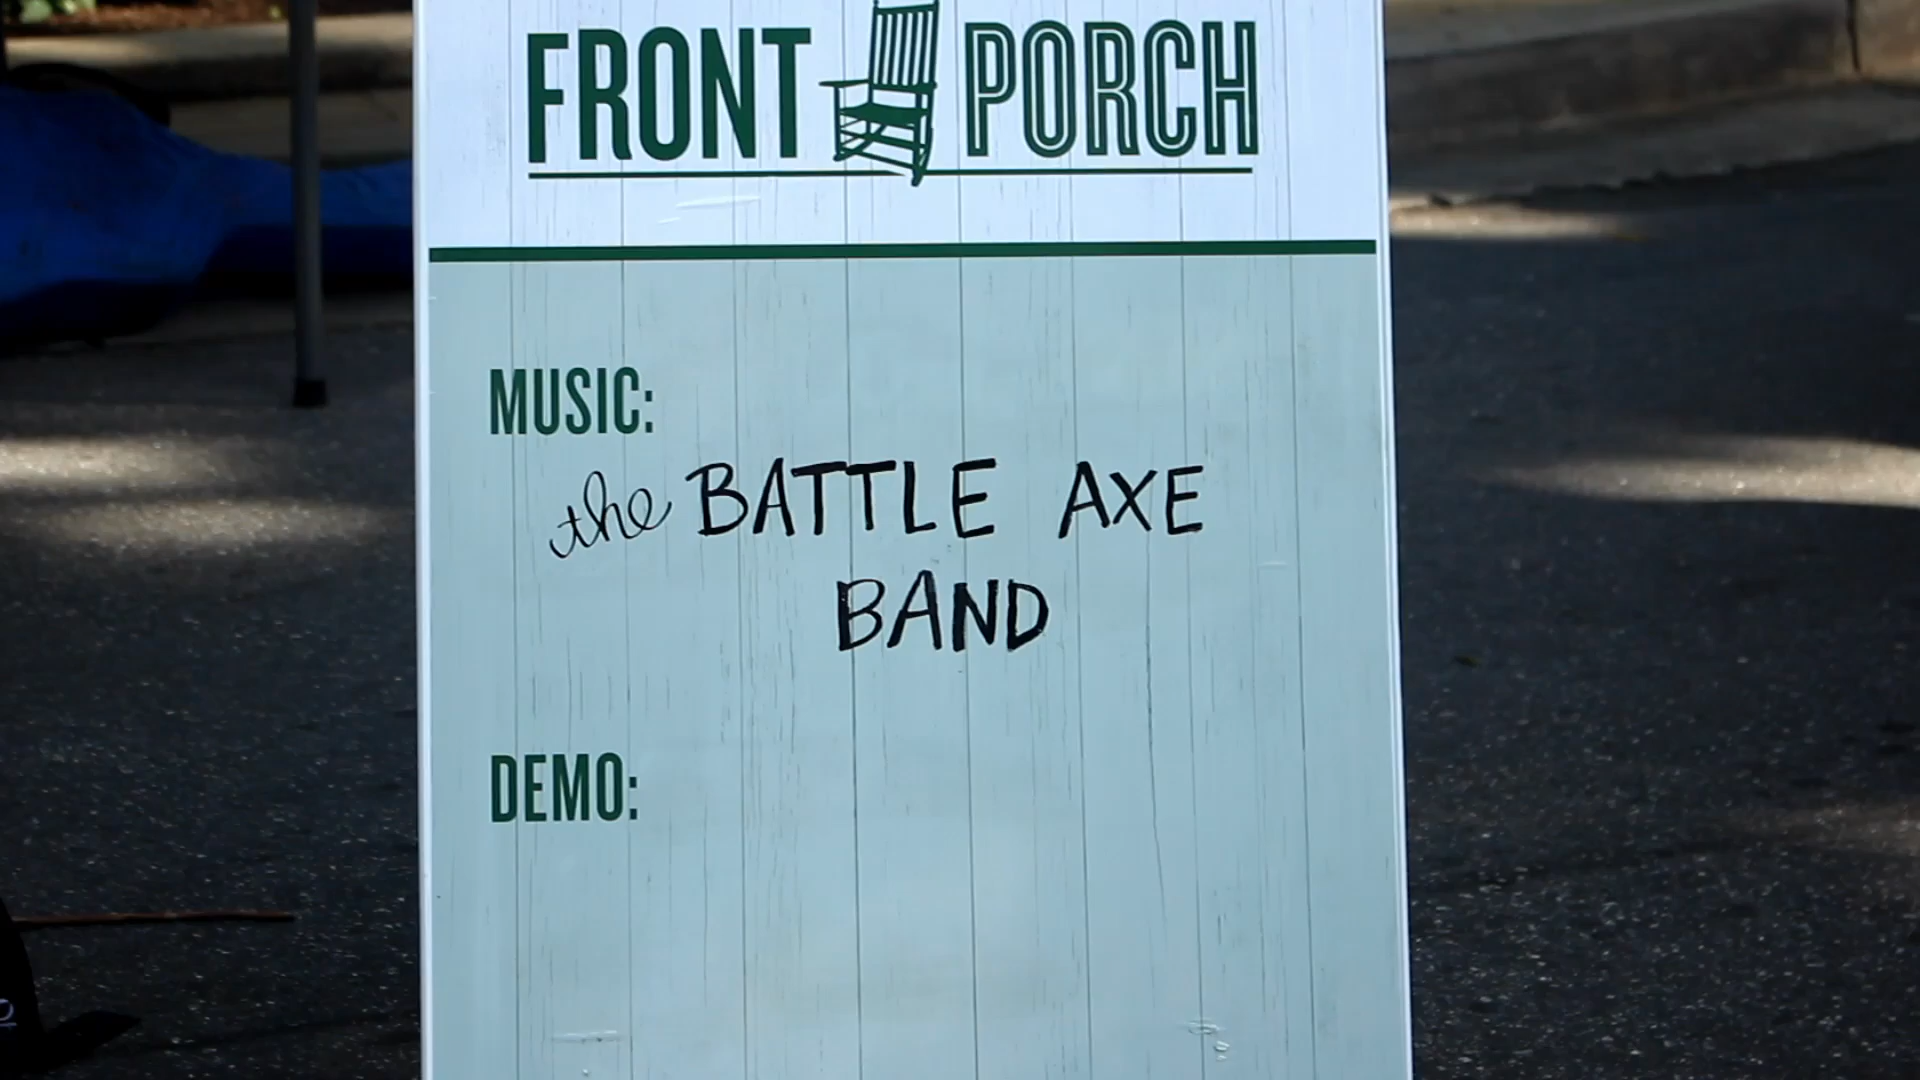 FRONT PORCH
MUSIC:
the BATTLE AXE
BAND
DEMO: